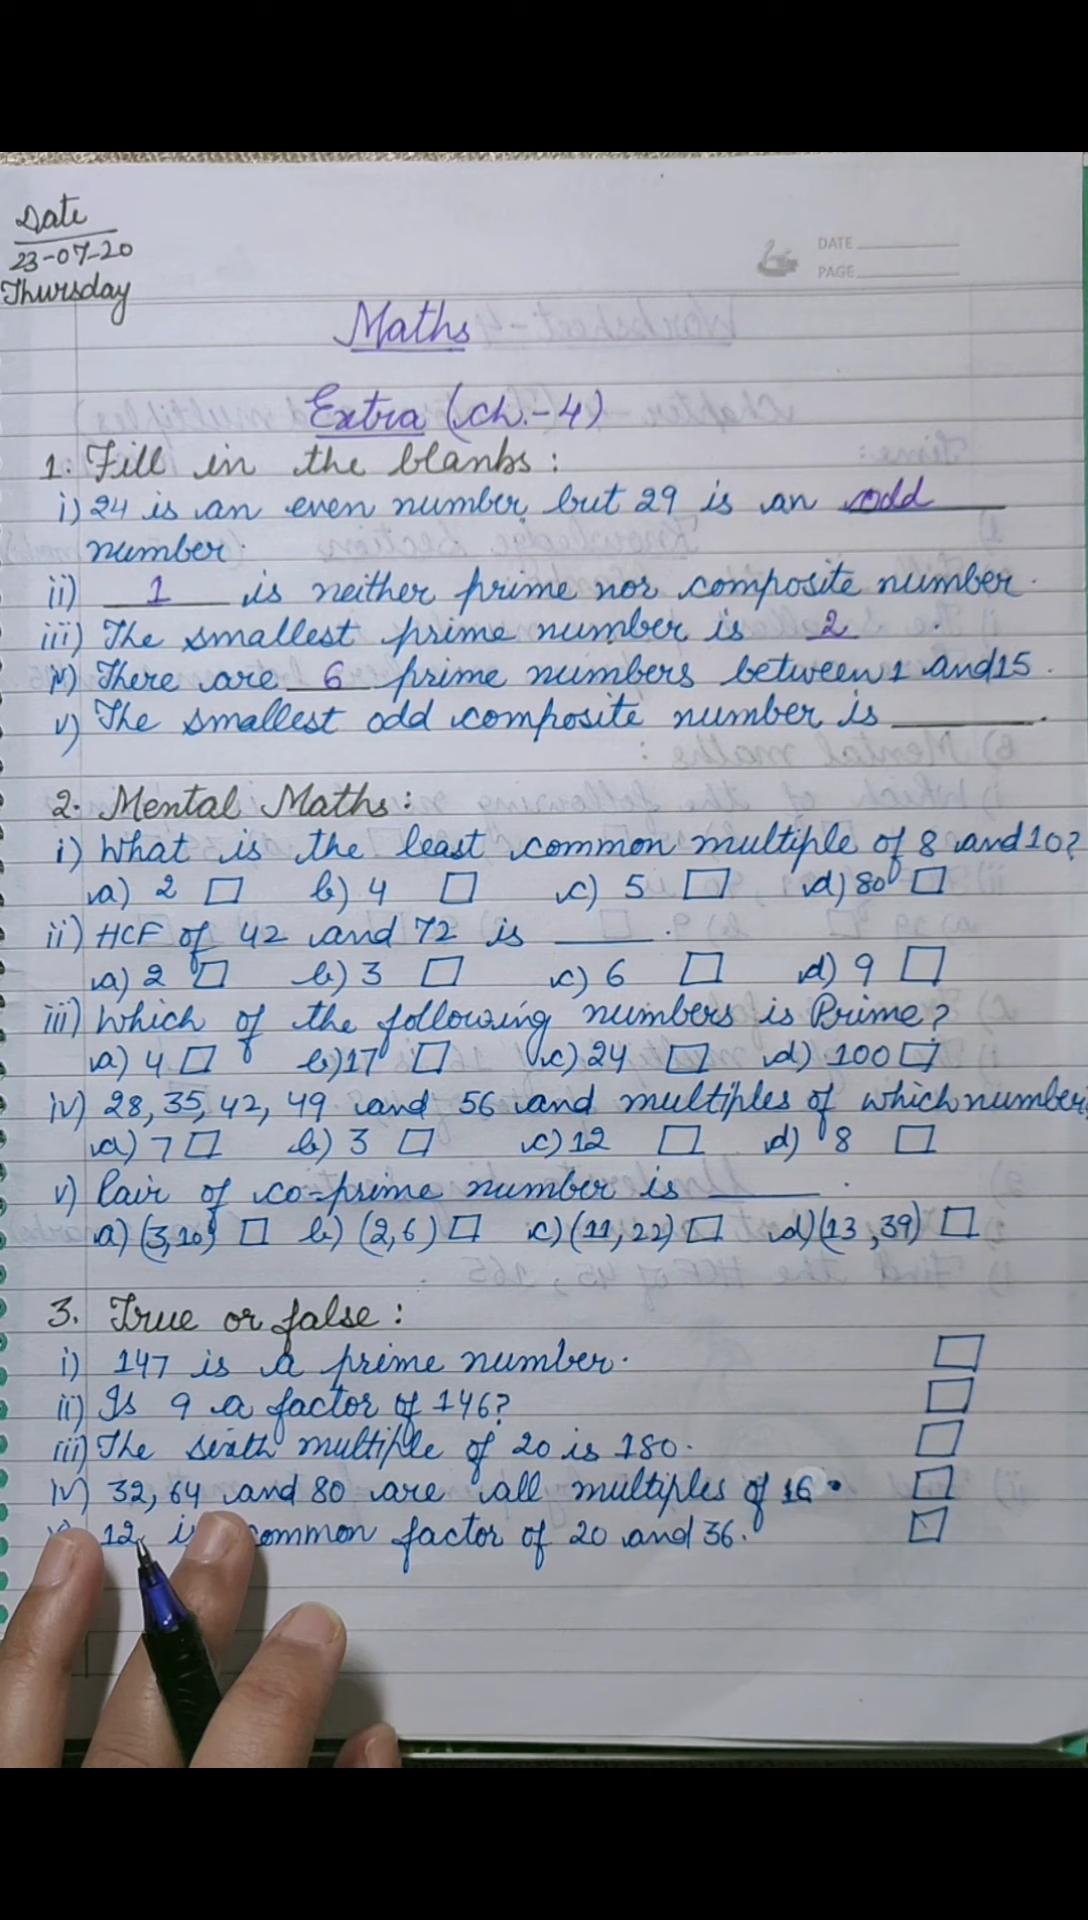 Date
23-07-20
Thursday
DATE
PAGE
Maths
Extra (ch.-4)
1. Fill in the blanks :
i) 24 is an even number, but 29 is an odd
number.
ii) 1 is neither prime nor composite number.
iii) The smallest prime number is 2.
iv) There are 6 prime numbers between 1 and 15.
v) The smallest odd composite number is ____.
2. Mental Maths :
i) What is the least common multiple of 8 and 10?
a) 2 □ b) 4 □ c) 5 □ d) 80 □
ii) HCF of 42 and 72 is ____.
a) 2 □ b) 3 □ c) 6 □ d) 9 □
iii) Which of the following numbers is Prime?
a) 4 □ b) 17 □ c) 24 □ d) 100 □
iv) 28, 35, 42, 49 and 56 and multiples of which number
a) 7 □ b) 3 □ c) 12 □ d) 8 □
v) Pair of co-prime number is ____.
a) (3,10) □ b) (2,6) □ c) (11,22) □ d) (13,39) □
3. True or false :
i) 147 is a prime number. □
ii) Is 9 a factor of 146? □
iii) The sixth multiple of 20 is 180. □
iv) 32, 64 and 80 are all multiples of 16. □
12 is common factor of 20 and 36. □